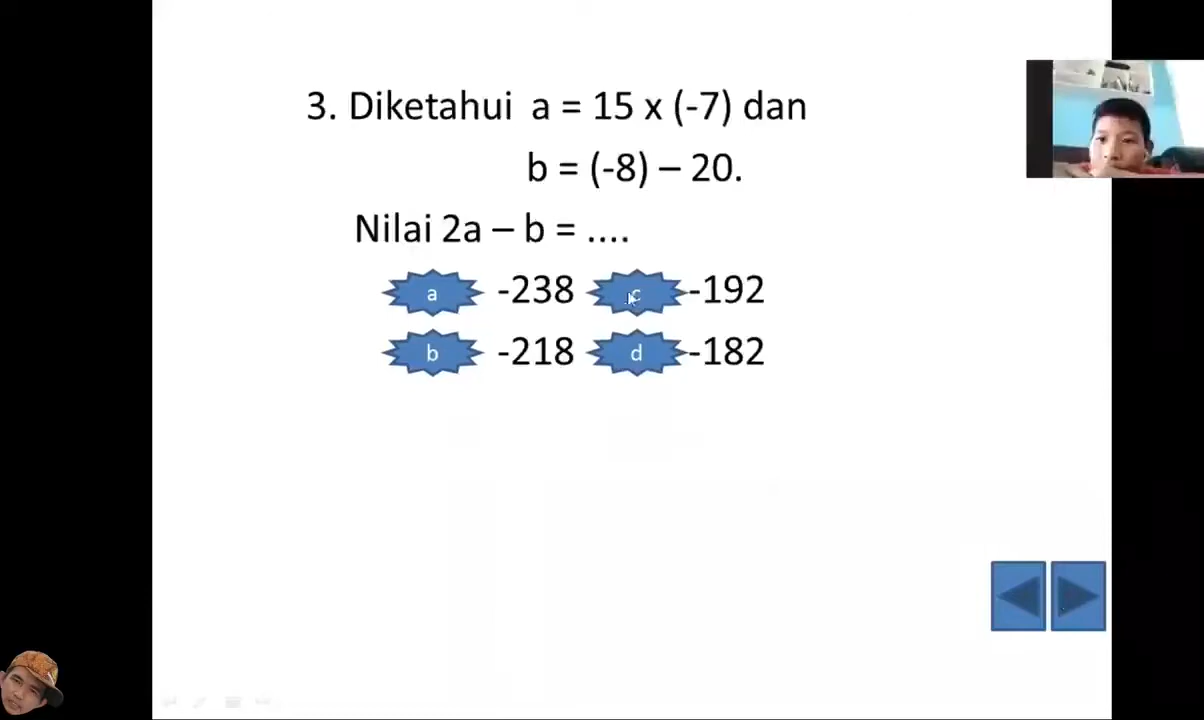 3. Diketahui a = 15 x (-7) dan
b = (-8) – 20.
Nilai 2a – b = ....
a -238 c -192
b -218 d -182